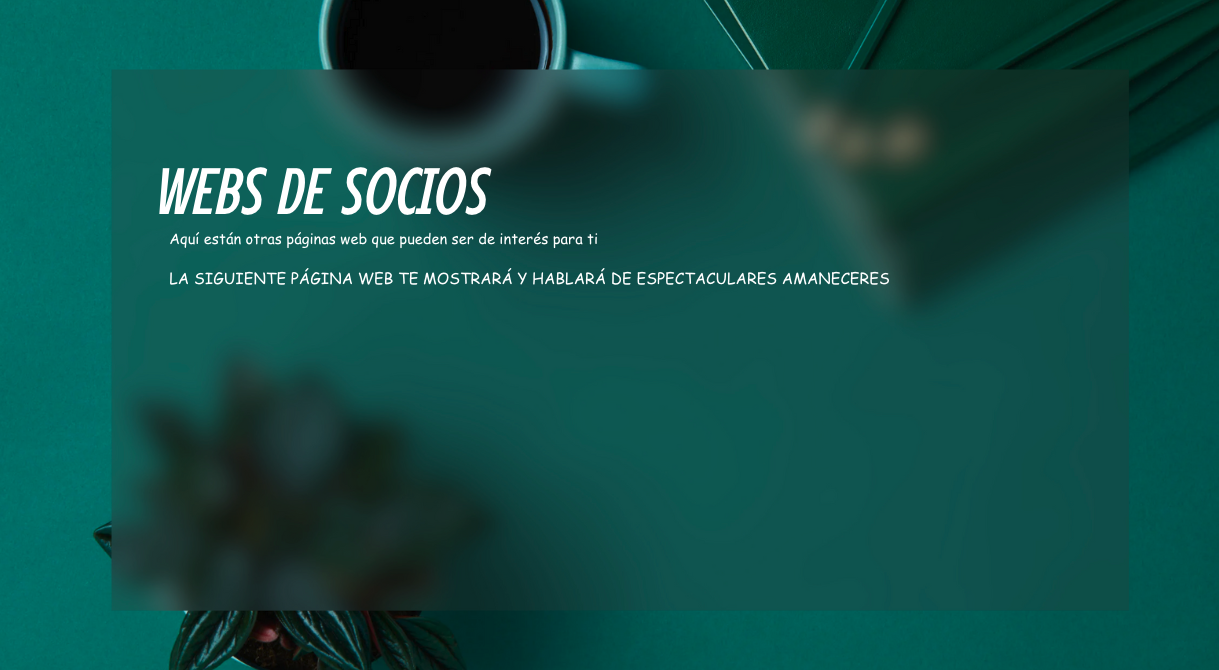 WEBS DE SOCIOS
Aquí están otras páginas web que pueden ser de interés para ti
LA SIGUIENTE PÁGINA WEB TE MOSTRARÁ Y HABLARÁ DE ESPECTACULARES AMANECERES